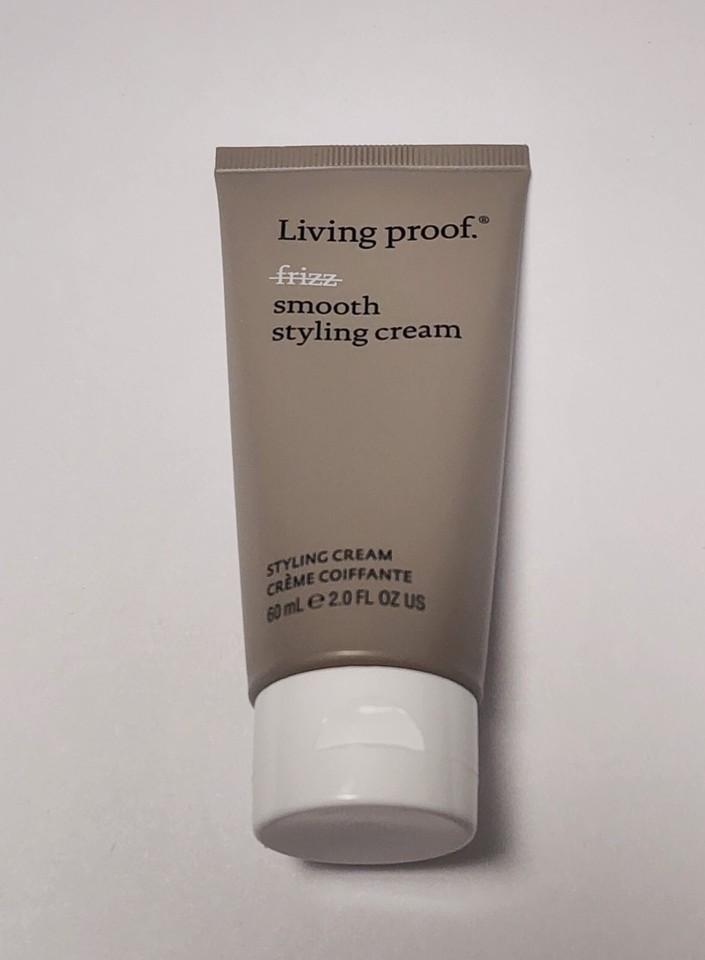 Living proof.®
frizz
smooth
styling cream
STYLING CREAM
CRÈME COIFFANTE
60 mL ℮ 2.0 FL OZ US